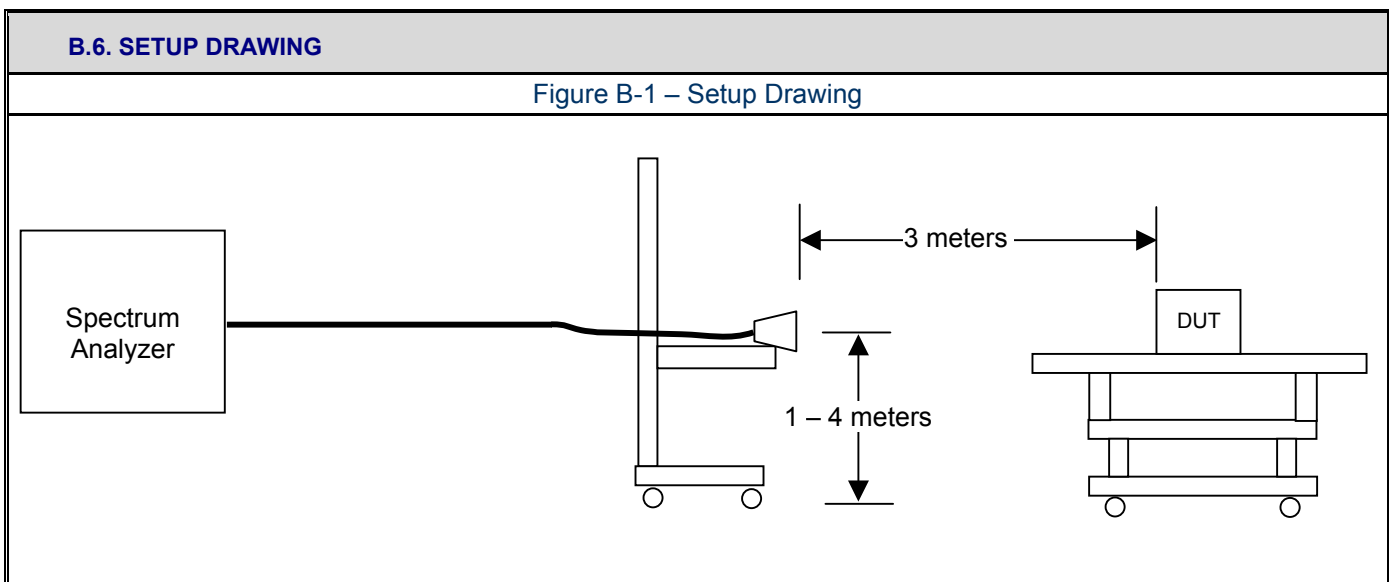 B.6. SETUP DRAWING
Figure B-1 – Setup Drawing
3 meters
Spectrum
Analyzer
DUT
1 – 4 meters